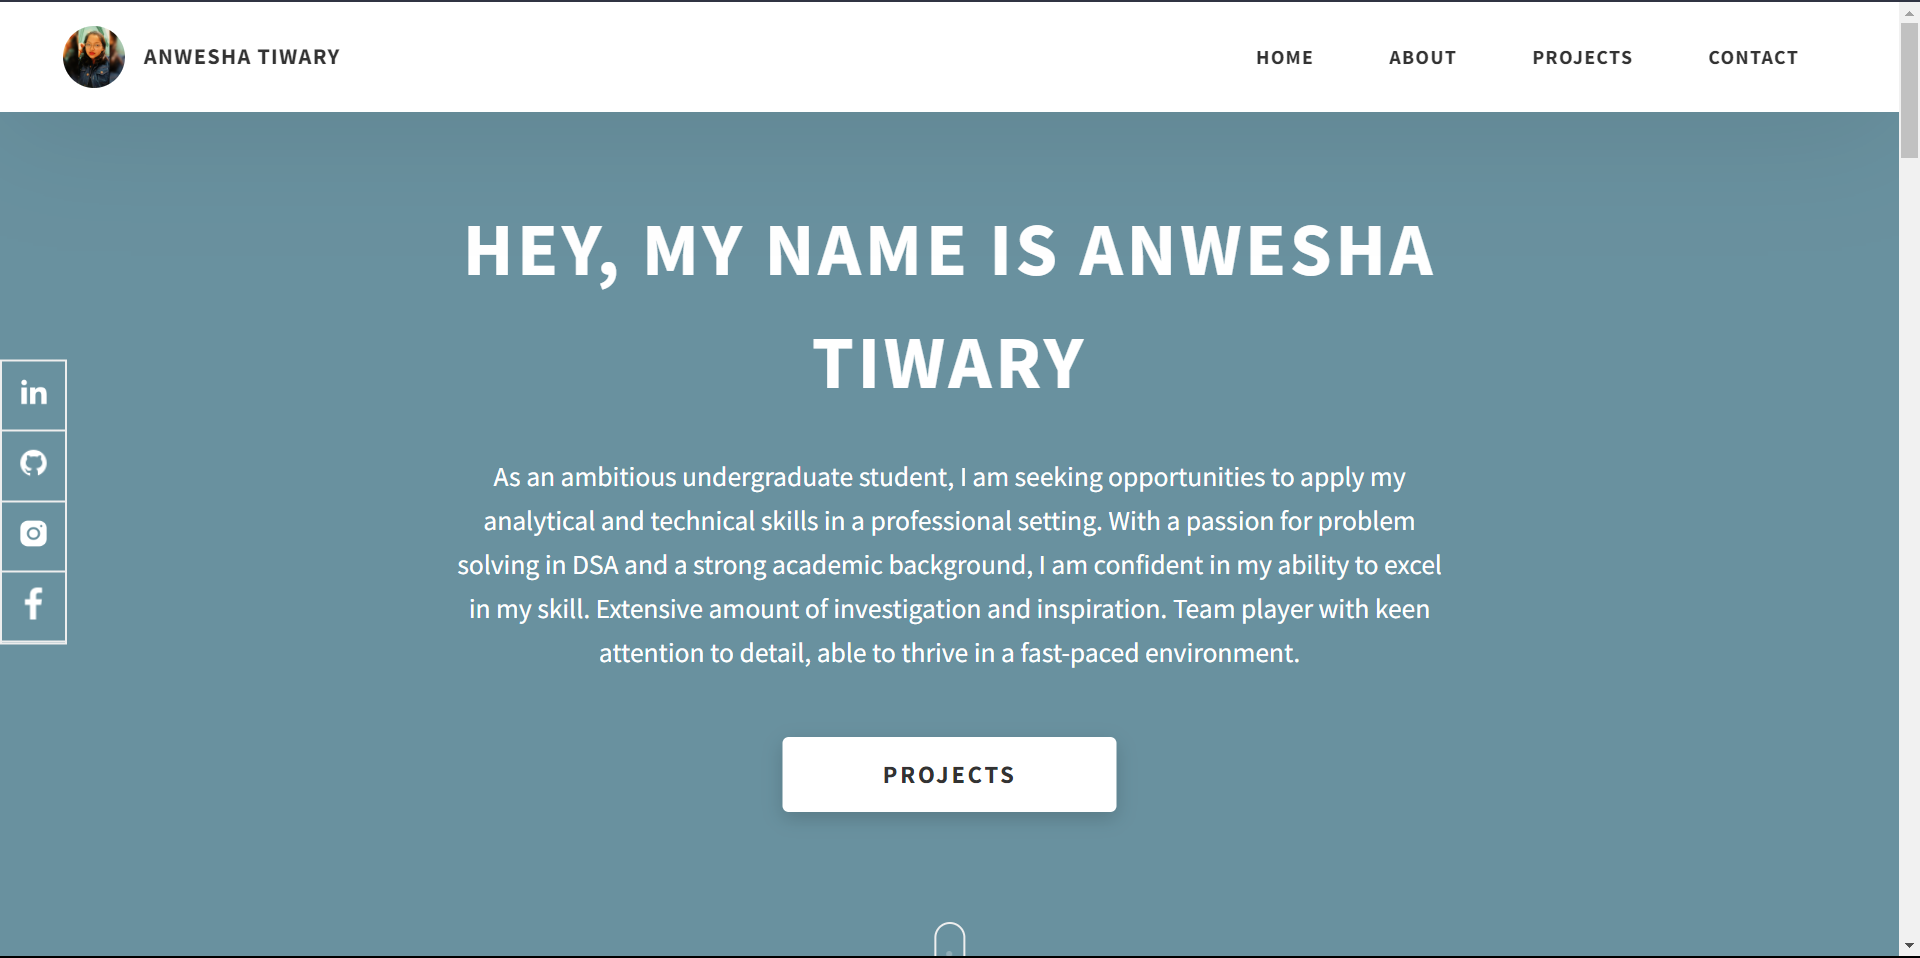 ANWESHA TIWARY
HOME ABOUT PROJECTS CONTACT
HEY, MY NAME IS ANWESHA
TIWARY
in
As an ambitious undergraduate student, I am seeking opportunities to apply my
analytical and technical skills in a professional setting. With a passion for problem
solving in DSA and a strong academic background, I am confident in my ability to excel
in my skill. Extensive amount of investigation and inspiration. Team player with keen
attention to detail, able to thrive in a fast-paced environment.
f
PROJECTS